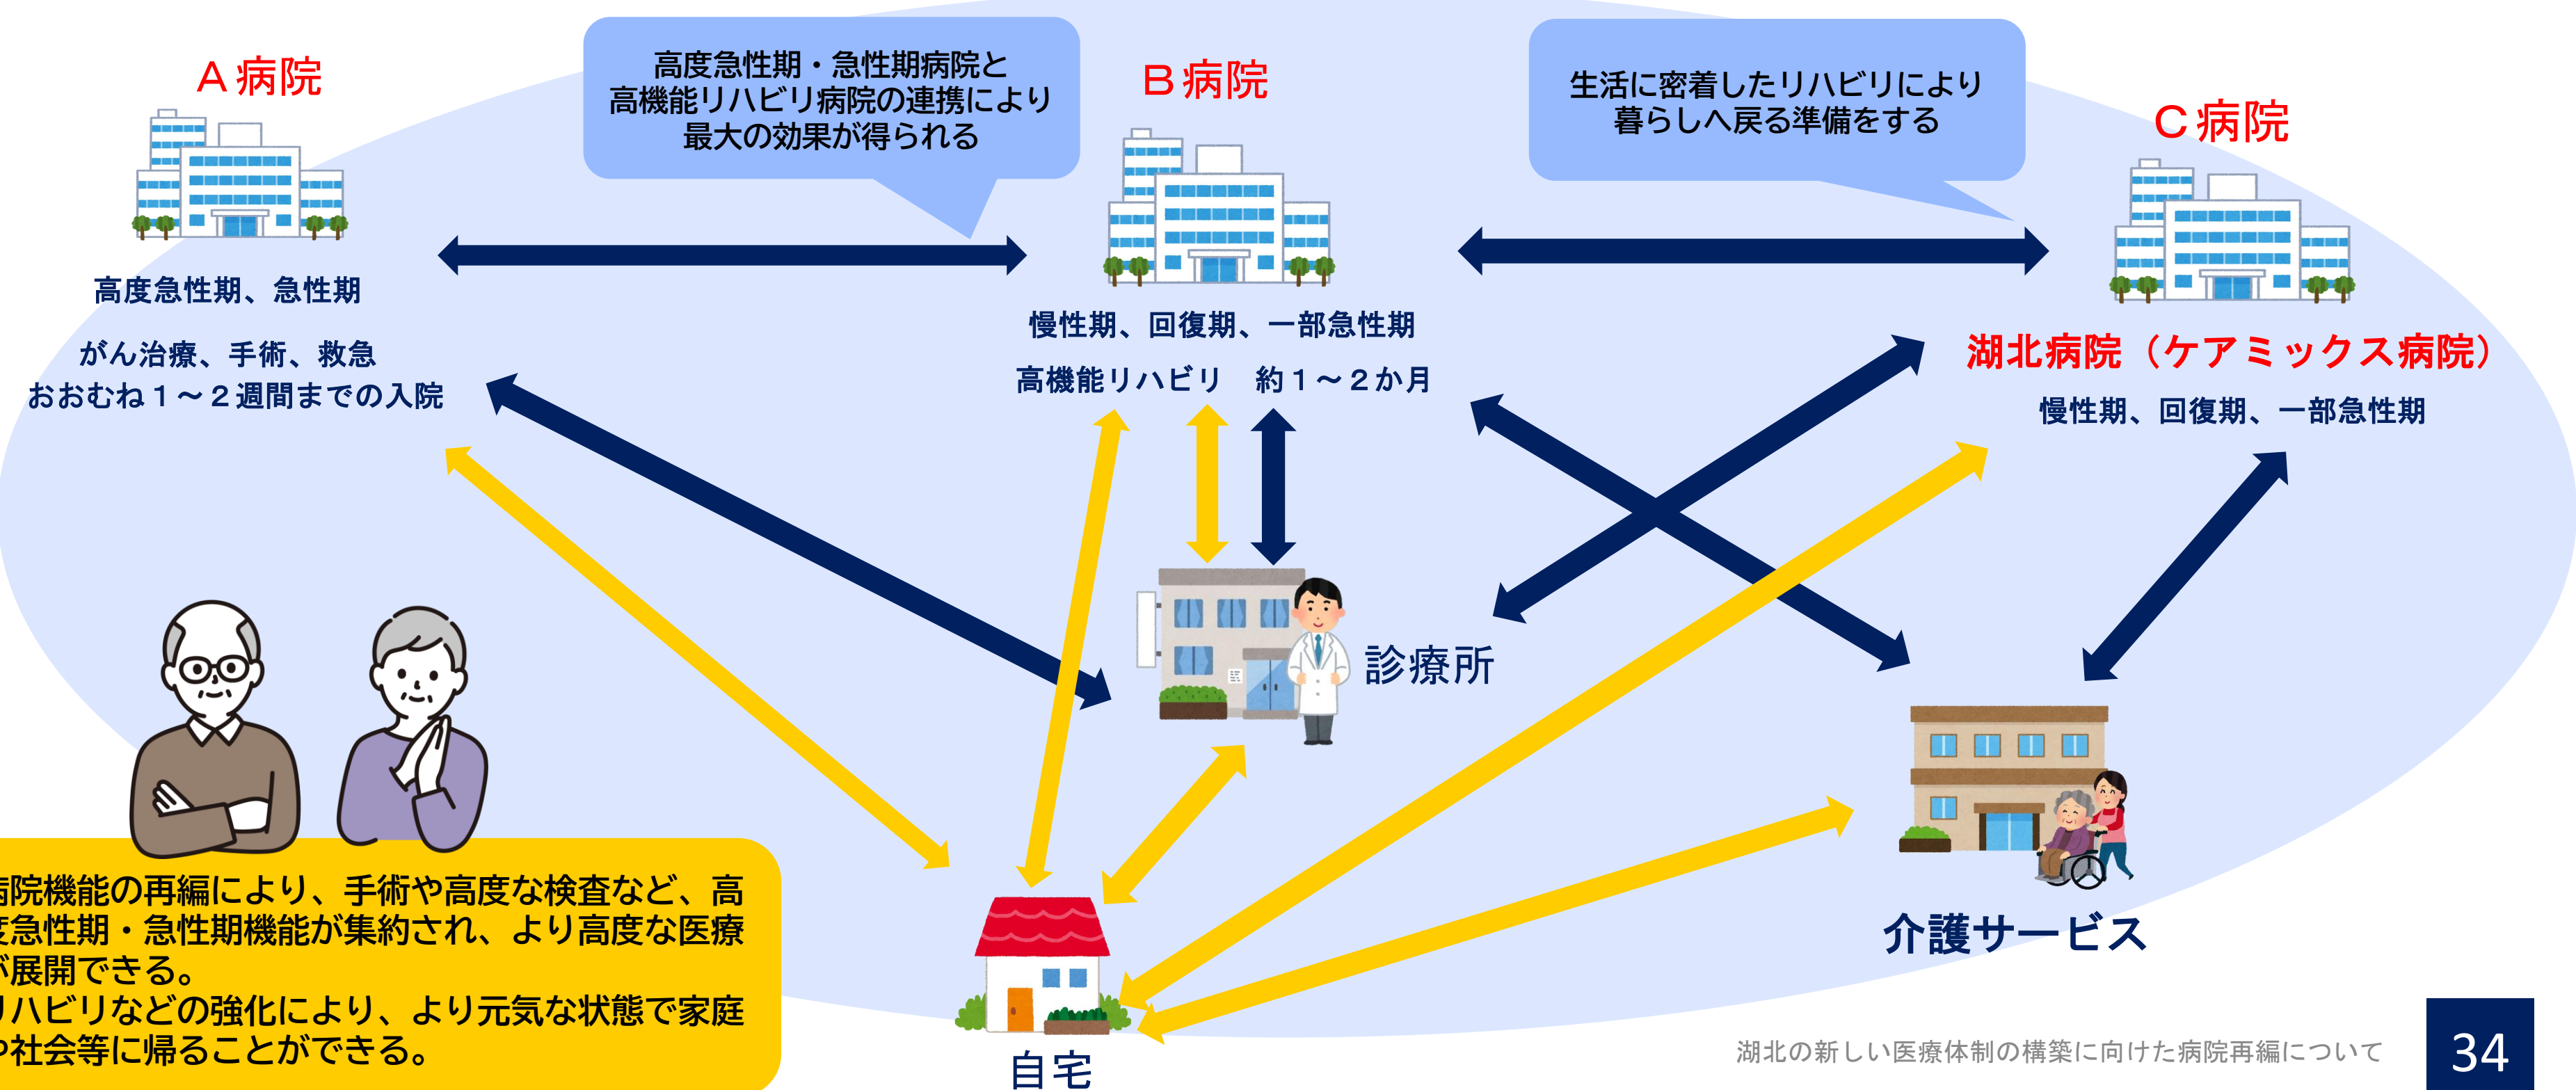 Ａ病院
高度急性期、急性期
がん治療、手術、救急
おおむね１～２週間までの入院
高度急性期・急性期病院と
高機能リハビリ病院の連携により
最大の効果が得られる
Ｂ病院
慢性期、回復期、一部急性期
高機能リハビリ　約１～２か月
生活に密着したリハビリにより
暮らしへ戻る準備をする
Ｃ病院
湖北病院（ケアミックス病院）
慢性期、回復期、一部急性期
診療所
介護サービス
自宅
病院機能の再編により、手術や高度な検査など、高
度急性期・急性期機能が集約され、より高度な医療
が展開できる。
リハビリなどの強化により、より元気な状態で家庭
や社会等に帰ることができる。
湖北の新しい医療体制の構築に向けた病院再編について
34